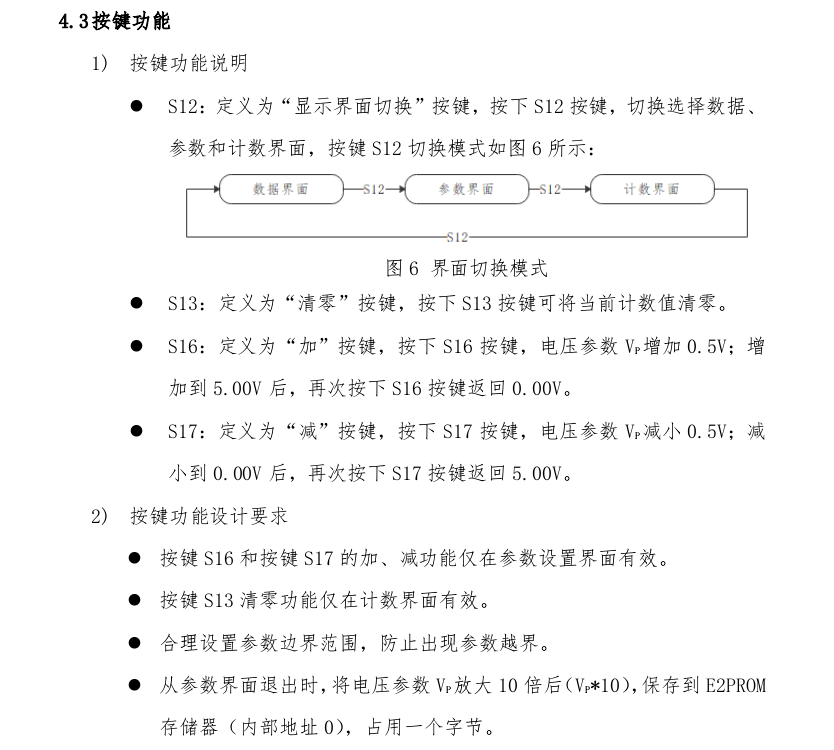 4.3按键功能
1) 按键功能说明
● S12: 定义为“显示界面切换”按键，按下 S12 按键，切换选择数据、
参数和计数界面，按键 S12 切换模式如图 6 所示：
数据界面 S12 参数界面 S12 计数界面
S12
图 6 界面切换模式
● S13: 定义为“清零”按键，按下 S13 按键可将当前计数值清零。
● S16: 定义为“加”按键，按下 S16 按键，电压参数 VP增加 0.5V；增
加到 5.00V 后，再次按下 S16 按键返回 0.00V。
● S17: 定义为“减”按键，按下 S17 按键，电压参数 VP减小 0.5V；减
小到 0.00V 后，再次按下 S17 按键返回 5.00V。
2) 按键功能设计要求
● 按键 S16 和按键 S17 的加、减功能仅在参数设置界面有效。
● 按键 S13 清零功能仅在计数界面有效。
● 合理设置参数边界范围，防止出现参数越界。
● 从参数界面退出时,将电压参数 VP放大 10 倍后(VP*10),保存到 E2PROM
存储器（内部地址 0），占用一个字节。